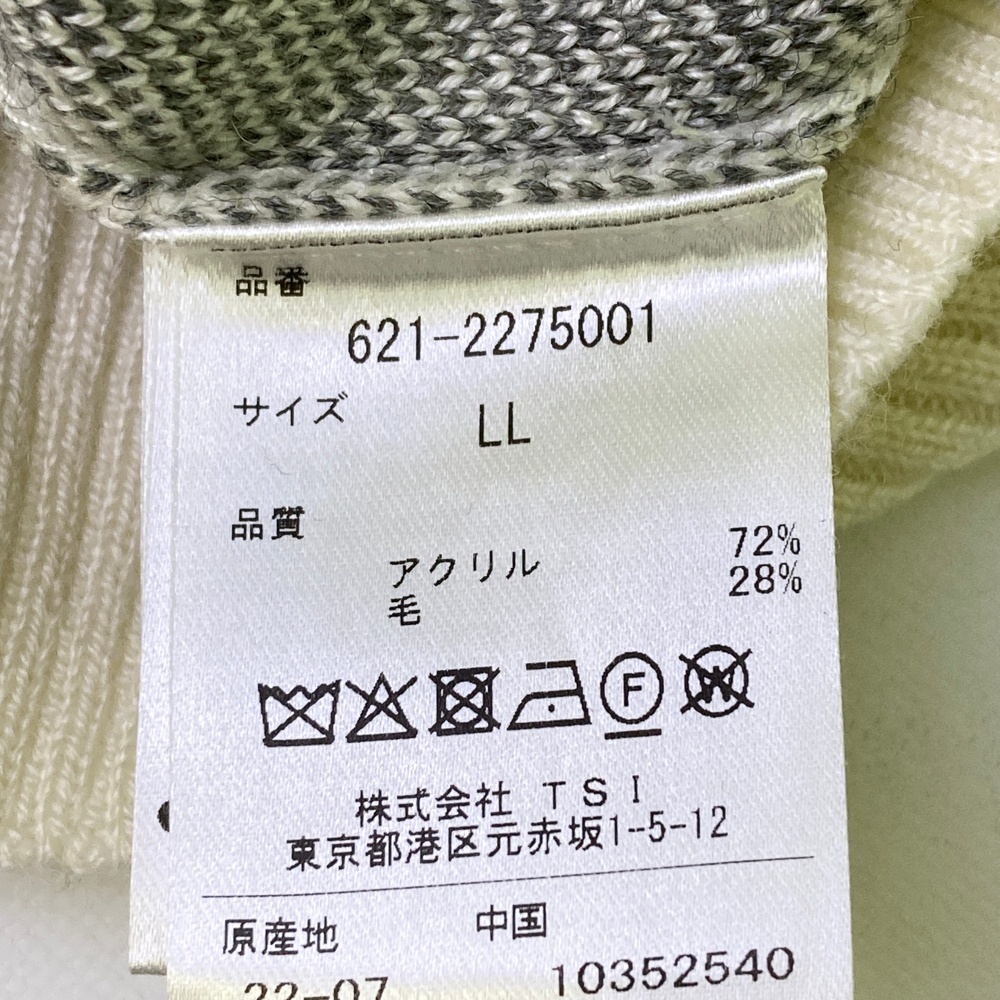 品番
621-2275001
サイズ LL
品質
アクリル 72%
毛 28%
F W
株式会社 TSI
東京都港区元赤坂1-5-12
原産地 中国
22-07 10352540